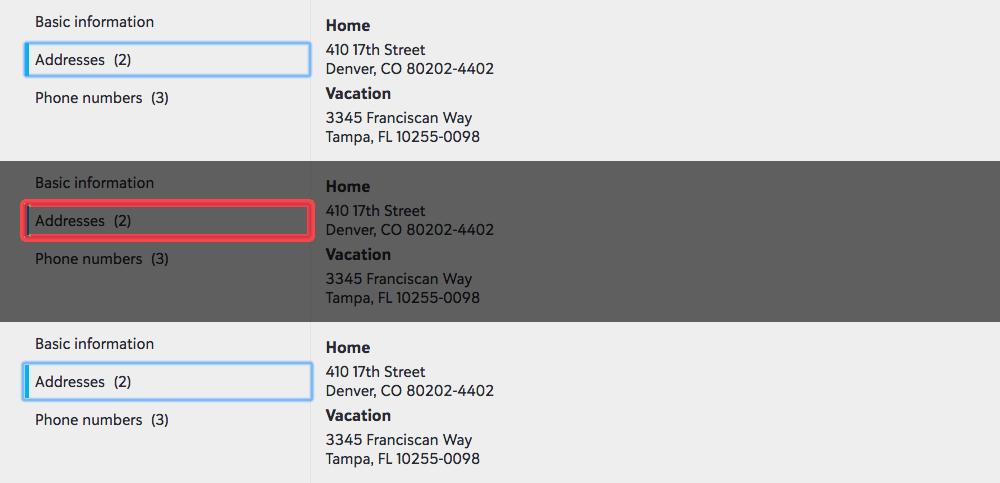 Basic information
Addresses (2)
Phone numbers (3)
Home
410 17th Street
Denver, CO 80202-4402
Vacation
3345 Franciscan Way
Tampa, FL 10255-0098
Basic information
Addresses (2)
Phone numbers (3)
Home
410 17th Street
Denver, CO 80202-4402
Vacation
3345 Franciscan Way
Tampa, FL 10255-0098
Basic information
Addresses (2)
Phone numbers (3)
Home
410 17th Street
Denver, CO 80202-4402
Vacation
3345 Franciscan Way
Tampa, FL 10255-0098